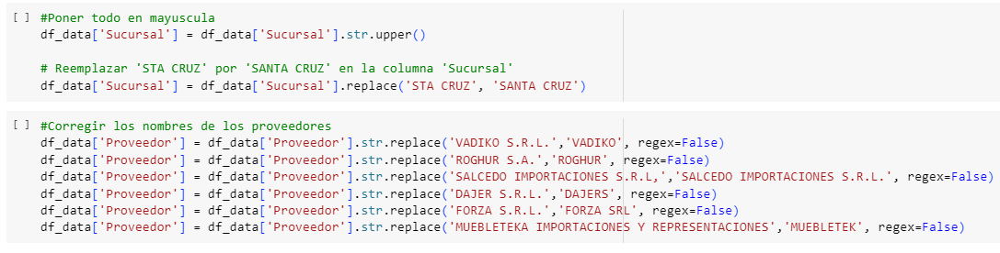 [ ] #Poner todo en mayuscula
df_data['Sucursal'] = df_data['Sucursal'].str.upper()
# Reemplazar 'STA CRUZ' por 'SANTA CRUZ' en la columna 'Sucursal'
df_data['Sucursal'] = df_data['Sucursal'].replace('STA CRUZ', 'SANTA CRUZ')
[ ] #Corregir los nombres de los proveedores
df_data['Proveedor'] = df_data['Proveedor'].str.replace('VADIKO S.R.L.','VADIKO', regex=False)
df_data['Proveedor'] = df_data['Proveedor'].str.replace('ROGHUR S.A.','ROGHUR', regex=False)
df_data['Proveedor'] = df_data['Proveedor'].str.replace('SALCEDO IMPORTACIONES S.R.L,','SALCEDO IMPORTACIONES S.R.L.', regex=False)
df_data['Proveedor'] = df_data['Proveedor'].str.replace('DAJER S.R.L.','DAJERS', regex=False)
df_data['Proveedor'] = df_data['Proveedor'].str.replace('FORZA S.R.L.','FORZA SRL', regex=False)
df_data['Proveedor'] = df_data['Proveedor'].str.replace('MUEBLETEKA IMPORTACIONES Y REPRESENTACIONES','MUEBLETEK', regex=False)